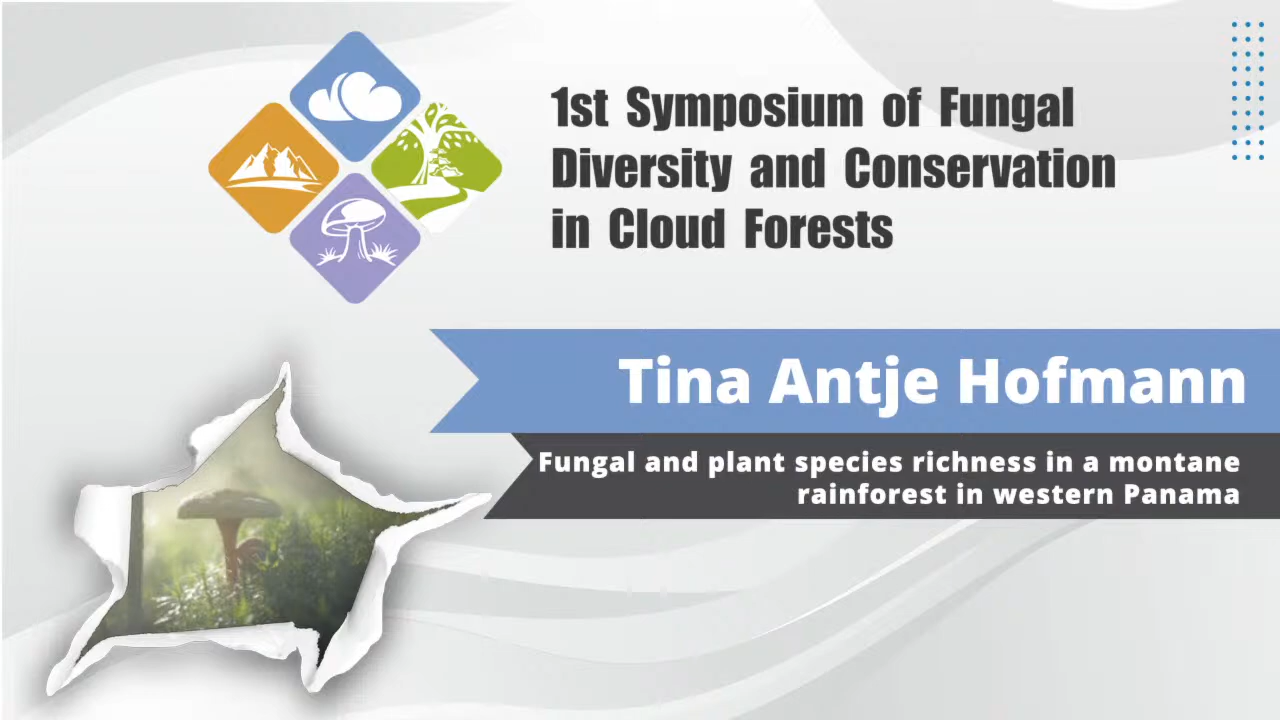 1st Symposium of Fungal
Diversity and Conservation
in Cloud Forests
Tina Antje Hofmann
Fungal and plant species richness in a montane
rainforest in western Panama